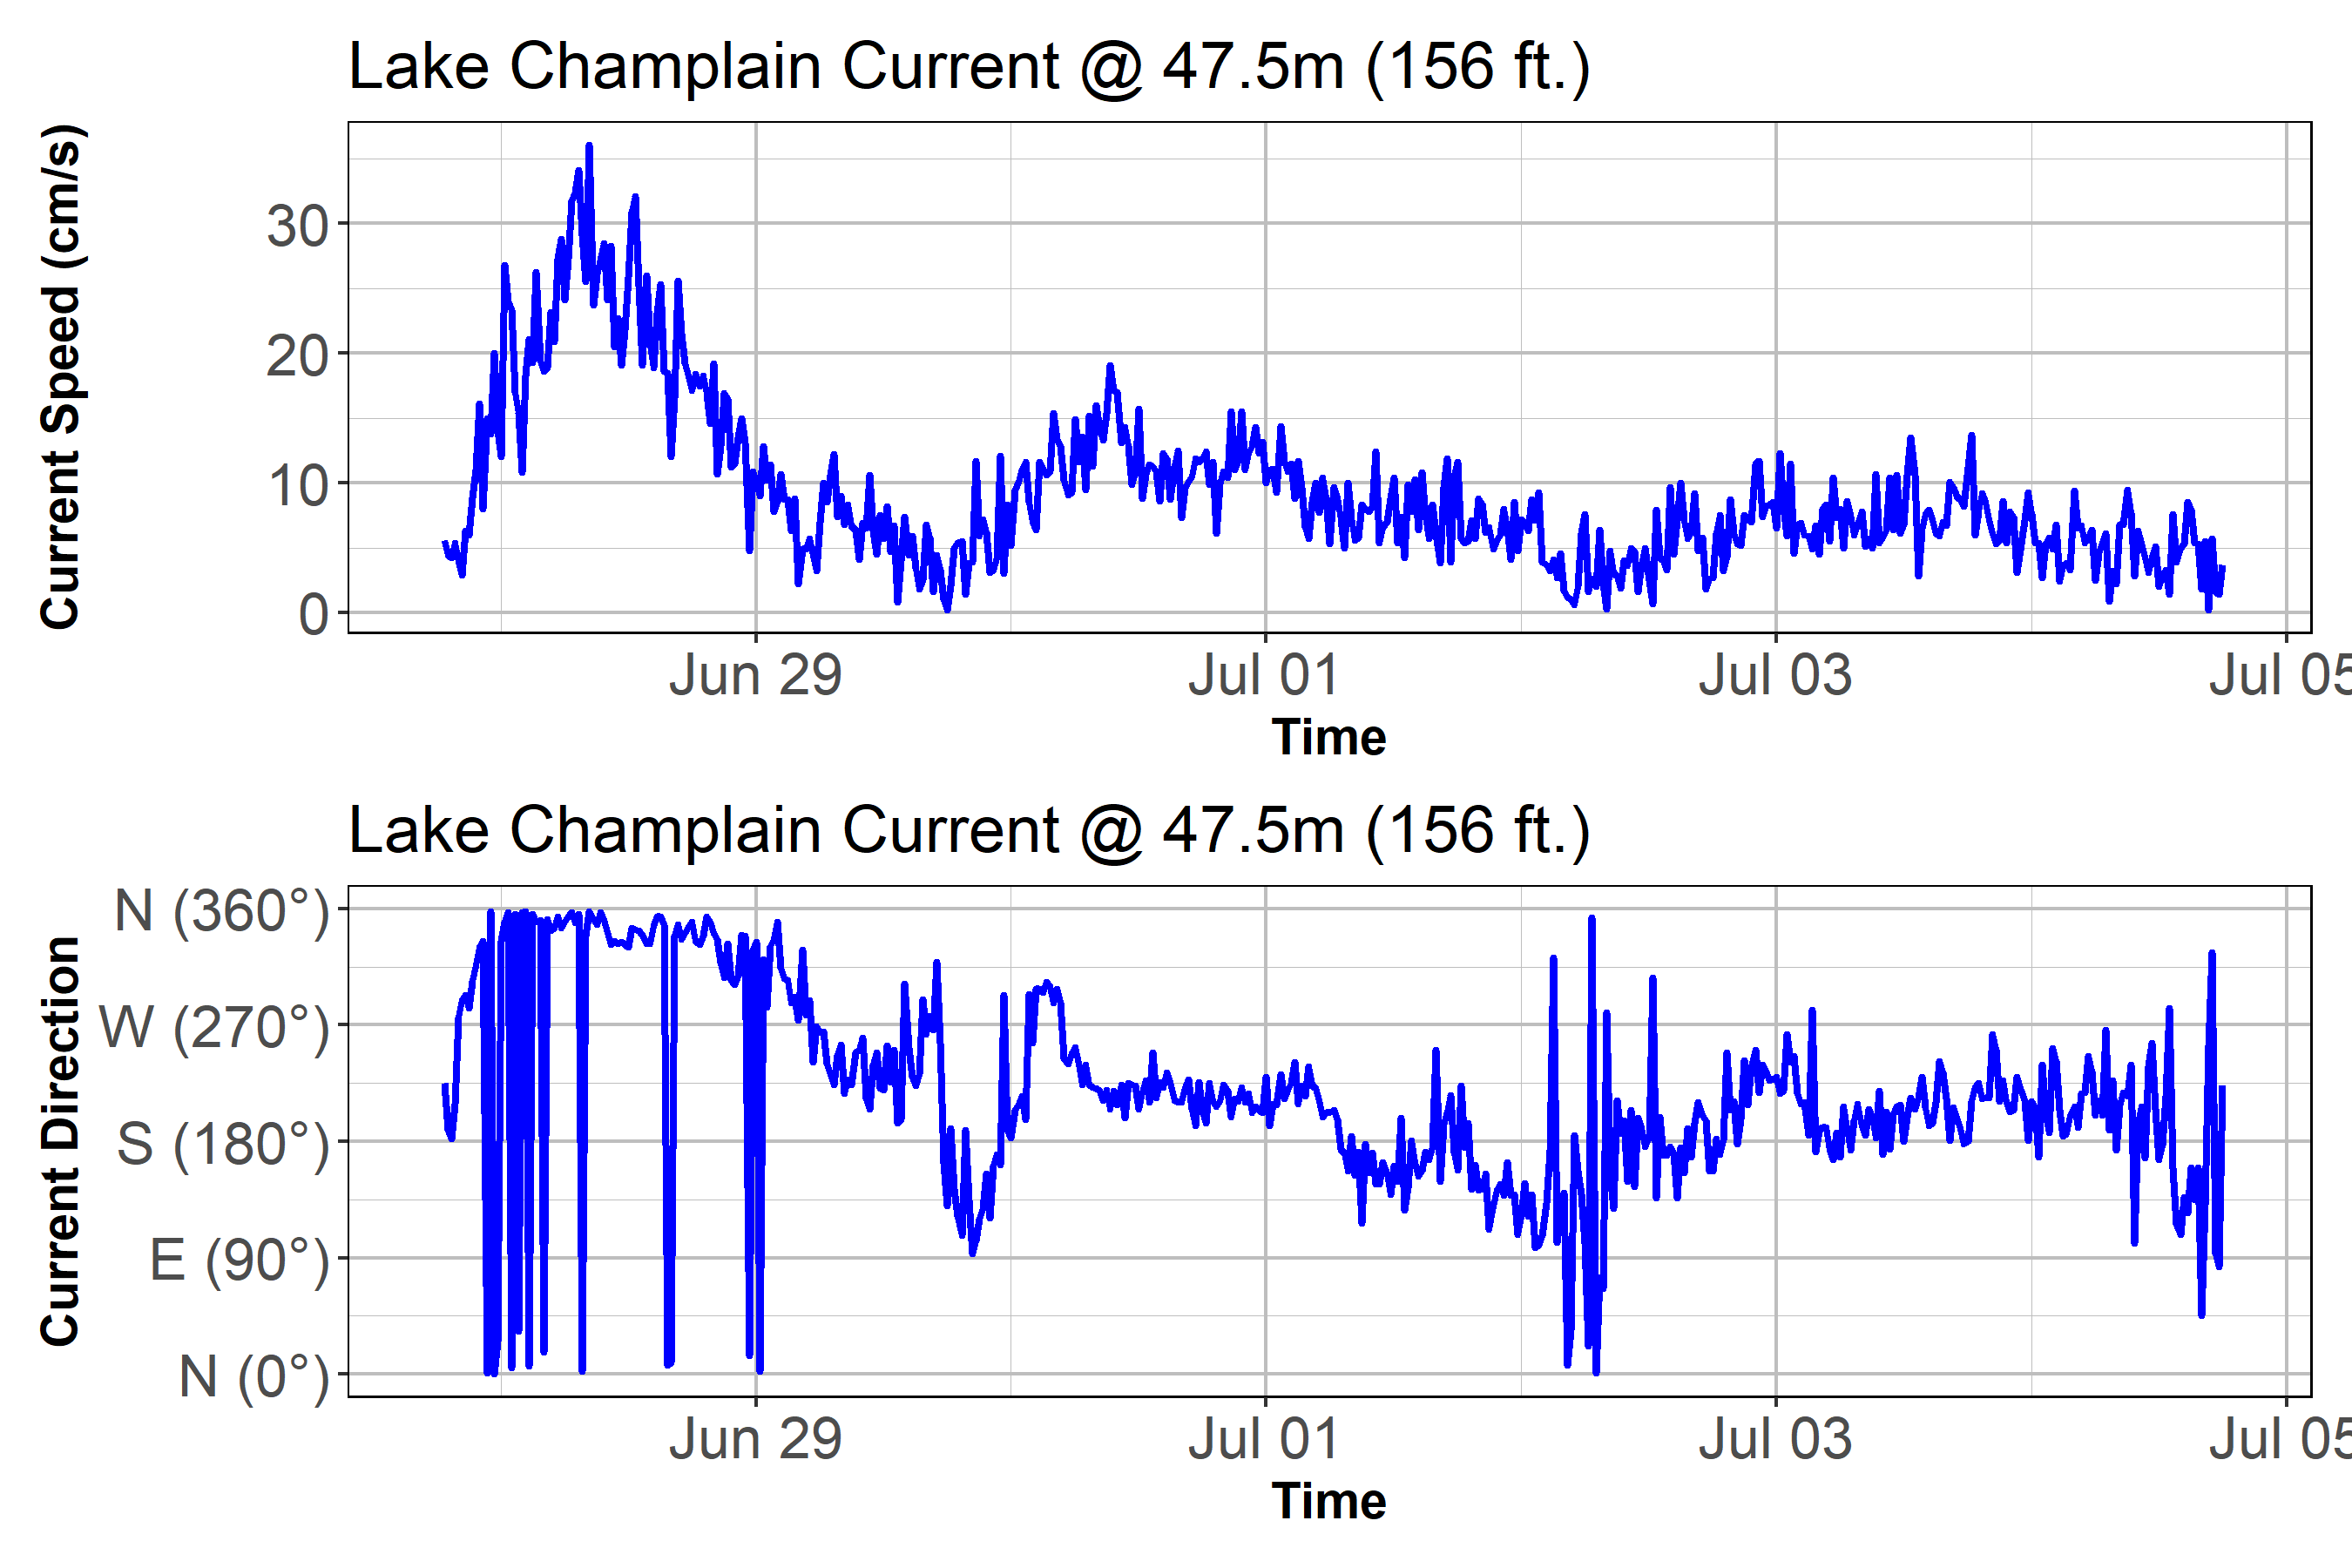 Lake Champlain Current @ 47.5m (156 ft.)
Current Speed (cm/s)
30
20
10
0
Jun 29 Jul 01 Jul 03 Jul 05
Time
Lake Champlain Current @ 47.5m (156 ft.)
Current Direction
N (360°)
W (270°)
S (180°)
E (90°)
N (0°)
Jun 29 Jul 01 Jul 03 Jul 05
Time